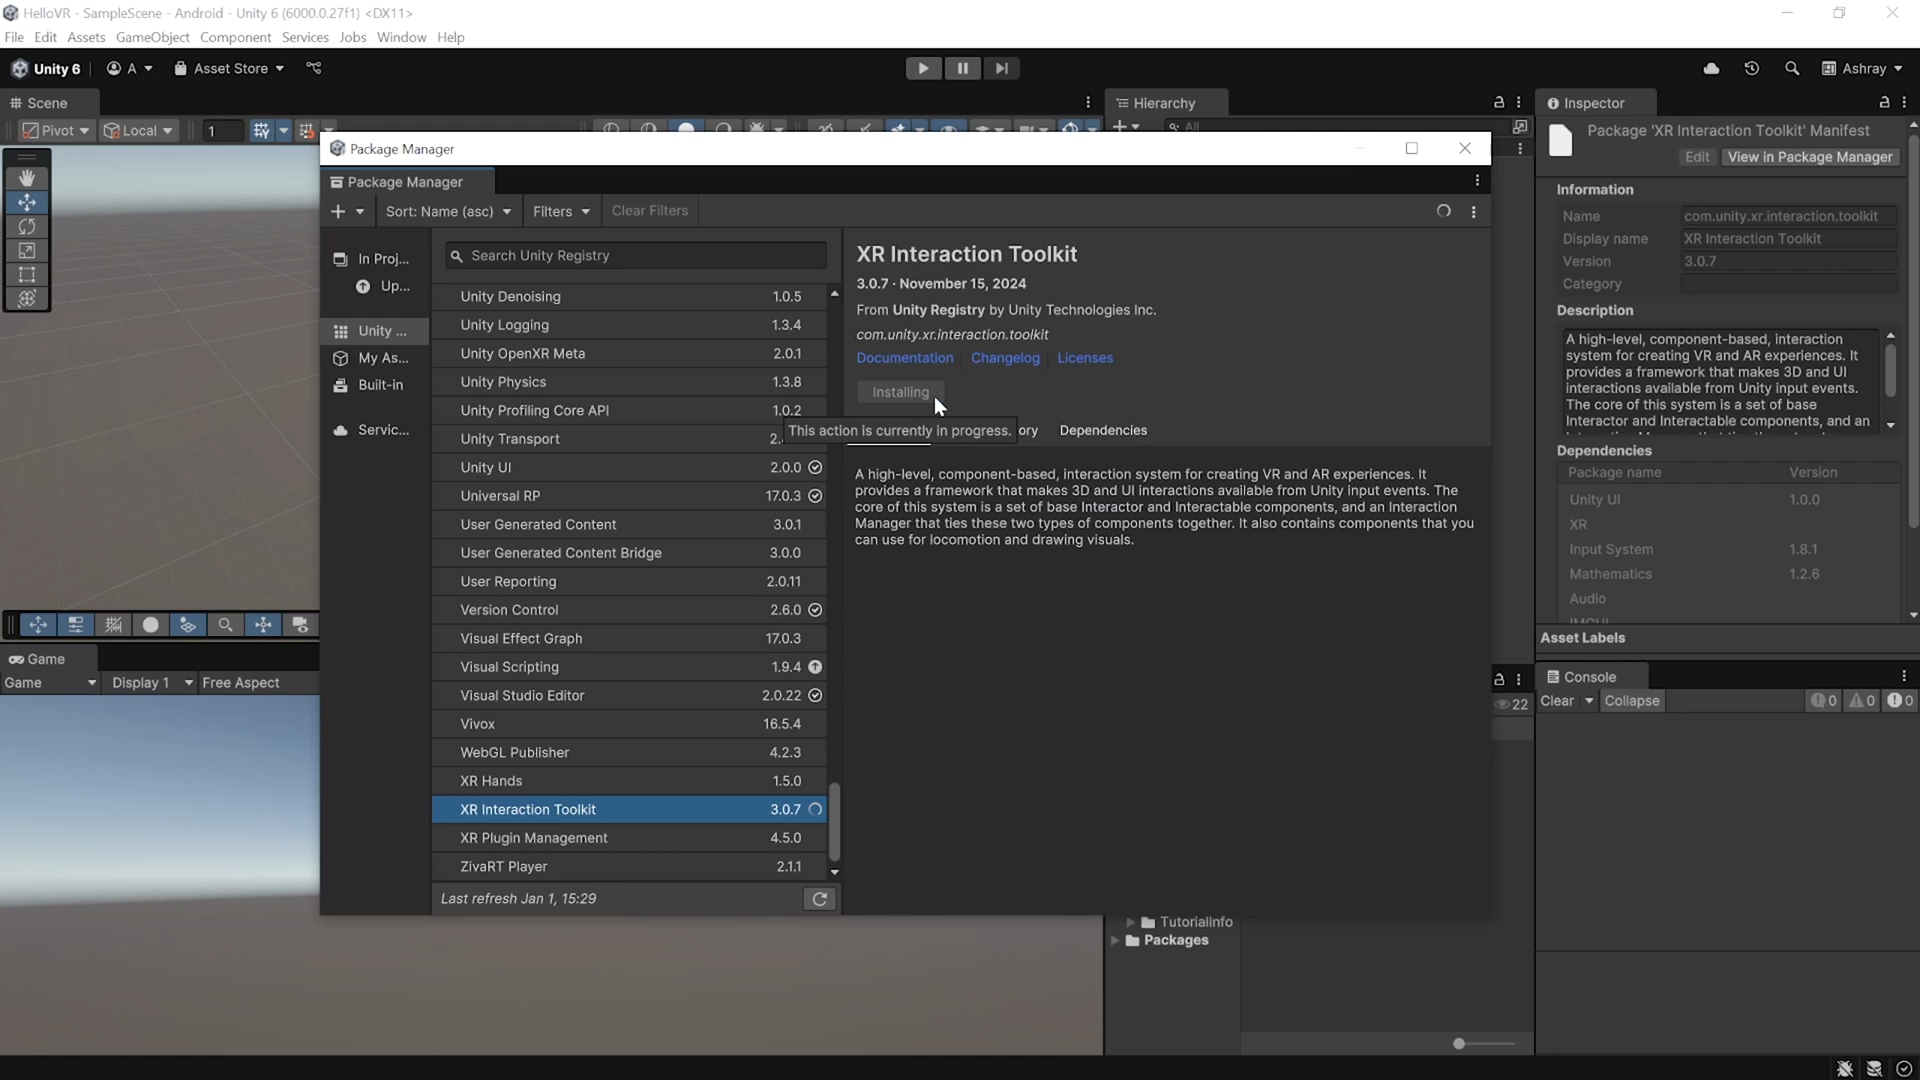 HelloVR - SampleScene - Android - Unity 6 (6000.0.27f1) <DX11>
File Edit Assets GameObject Component Services Jobs Window Help
Unity 6 A Asset Store Ashray
Scene
Hierarchy
Inspector
Pivot Local 1
All
Package 'XR Interaction Toolkit' Manifest
Edit View in Package Manager
Package Manager
Package Manager
Sort: Name (asc) Filters Clear Filters
In Proj...
Up...
Unity ...
My As...
Built-in
Servic...
Search Unity Registry
Unity Denoising 1.0.5
Unity Logging 1.3.4
Unity OpenXR Meta 2.0.1
Unity Physics 1.3.8
Unity Profiling Core API 1.0.2
Unity Transport 2.
Unity UI 2.0.0
Universal RP 17.0.3
User Generated Content 3.0.1
User Generated Content Bridge 3.0.0
User Reporting 2.0.11
Version Control 2.6.0
Visual Effect Graph 17.0.3
Visual Scripting 1.9.4
Visual Studio Editor 2.0.22
Vivox 16.5.4
WebGL Publisher 4.2.3
XR Hands 1.5.0
XR Interaction Toolkit 3.0.7
XR Plugin Management 4.5.0
ZivaRT Player 2.1.1
Last refresh Jan 1, 15:29
XR Interaction Toolkit
3.0.7 · November 15, 2024
From Unity Registry by Unity Technologies Inc.
com.unity.xr.interaction.toolkit
Documentation Changelog Licenses
Installing
This action is currently in progress.
ory Dependencies
A high-level, component-based, interaction system for creating VR and AR experiences. It
provides a framework that makes 3D and UI interactions available from Unity input events. The
core of this system is a set of base Interactor and Interactable components, and an Interaction
Manager that ties these two types of components together. It also contains components that you
can use for locomotion and drawing visuals.
Information
Name com.unity.xr.interaction.toolkit
Display name XR Interaction Toolkit
Version 3.0.7
Category
Description
A high-level, component-based, interaction
system for creating VR and AR experiences. It
provides a framework that makes 3D and UI
interactions available from Unity input events.
The core of this system is a set of base
Interactor and Interactable components, and an
Dependencies
Package name Version
Unity UI 1.0.0
XR
Input System 1.8.1
Mathematics 1.2.6
Audio
IMGUI
Asset Labels
Game
Game Display 1 Free Aspect
22
Console
Clear Collapse 0 0 0
TutorialInfo
Packages